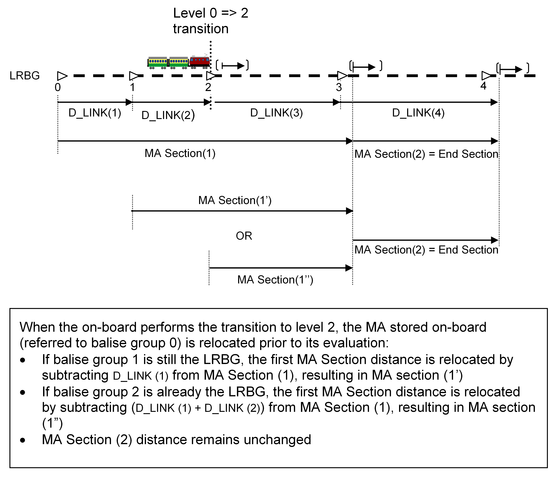 Level 0 => 2
transition
LRBG
0
1
2
3
4
D_LINK(1)
D_LINK(2)
D_LINK(3)
D_LINK(4)
MA Section(1)
MA Section(2) = End Section
MA Section(1')
OR
MA Section(2) = End Section
MA Section(1'')
When the on-board performs the transition to level 2, the MA stored on-board
(referred to balise group 0) is relocated prior to its evaluation:
• If balise group 1 is still the LRBG, the first MA Section distance is relocated by
subtracting D_LINK (1) from MA Section (1), resulting in MA section (1')
• If balise group 2 is already the LRBG, the first MA Section distance is relocated
by subtracting (D_LINK (1) + D_LINK (2)) from MA Section (1), resulting in MA section
(1'')
• MA Section (2) distance remains unchanged